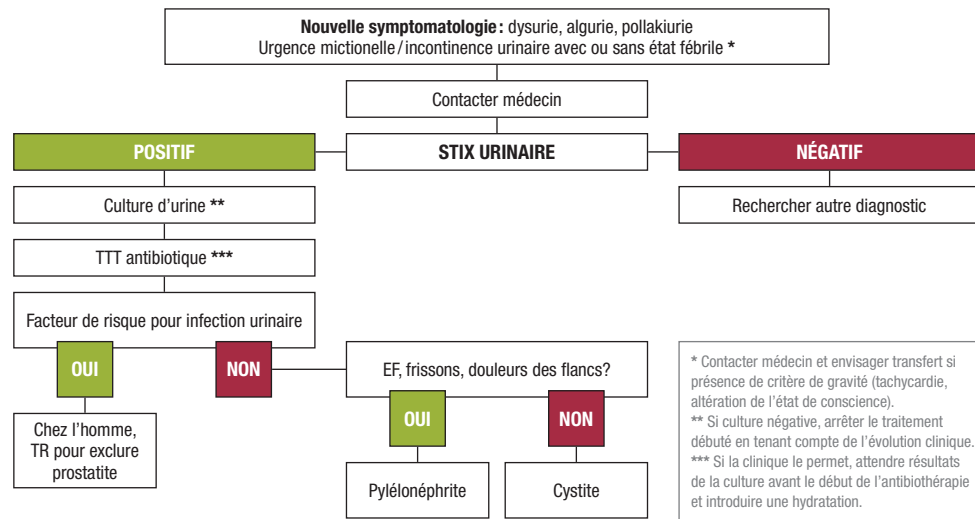 Nouvelle symptomatologie : dysurie, algurie, pollakiurie
Urgence mictionelle / incontinence urinaire avec ou sans état fébrile *
Contacter médecin
POSITIF
STIX URINAIRE
NÉGATIF
Culture d’urine **
Rechercher autre diagnostic
TTT antibiotique ***
Facteur de risque pour infection urinaire
OUI
NON
EF, frissons, douleurs des flancs?
Chez l’homme,
TR pour exclure
prostatite
OUI
NON
Pylélonéphrite
Cystite
* Contacter médecin et envisager transfert si
présence de critère de gravité (tachycardie,
altération de l’état de conscience).
** Si culture négative, arrêter le traitement
débuté en tenant compte de l’évolution clinique.
*** Si la clinique le permet, attendre résultats
de la culture avant le début de l’antibiothérapie
et introduire une hydratation.